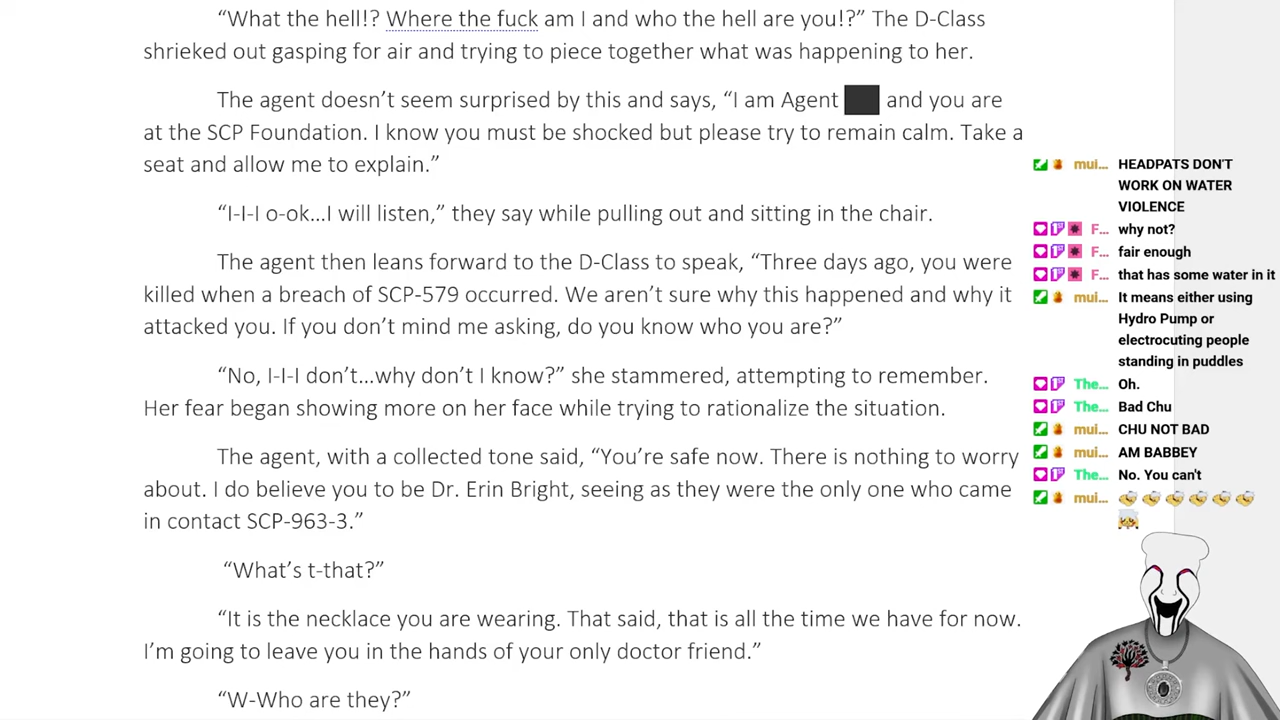 “What the hell!? Where the fuck am I and who the hell are you!?” The D-Class
shrieked out gasping for air and trying to piece together what was happening to her.
The agent doesn’t seem surprised by this and says, “I am Agent and you are
at the SCP Foundation. I know you must be shocked but please try to remain calm. Take a
seat and allow me to explain.”
“I-I-I o-ok...I will listen,” they say while pulling out and sitting in the chair.
The agent then leans forward to the D-Class to speak, “Three days ago, you were
killed when a breach of SCP-579 occurred. We aren’t sure why this happened and why it
attacked you. If you don’t mind me asking, do you know who you are?”
“No, I-I-I don’t...why don’t I know?” she stammered, attempting to remember.
Her fear began showing more on her face while trying to rationalize the situation.
The agent, with a collected tone said, “You’re safe now. There is nothing to worry
about. I do believe you to be Dr. Erin Bright, seeing as they were the only one who came
in contact SCP-963-3.”
“What’s t-that?”
“It is the necklace you are wearing. That said, that is all the time we have for now.
I’m going to leave you in the hands of your only doctor friend.”
“W-Who are they?”
mui... HEADPATS DON'T
WORK ON WATER
VIOLENCE
F... why not?
F... fair enough
F... that has some water in it
mui... It means either using
Hydro Pump or
electrocuting people
standing in puddles
The... Oh.
The... Bad Chu
mui... CHU NOT BAD
mui... AM BABBEY
The... No. You can't
mui...